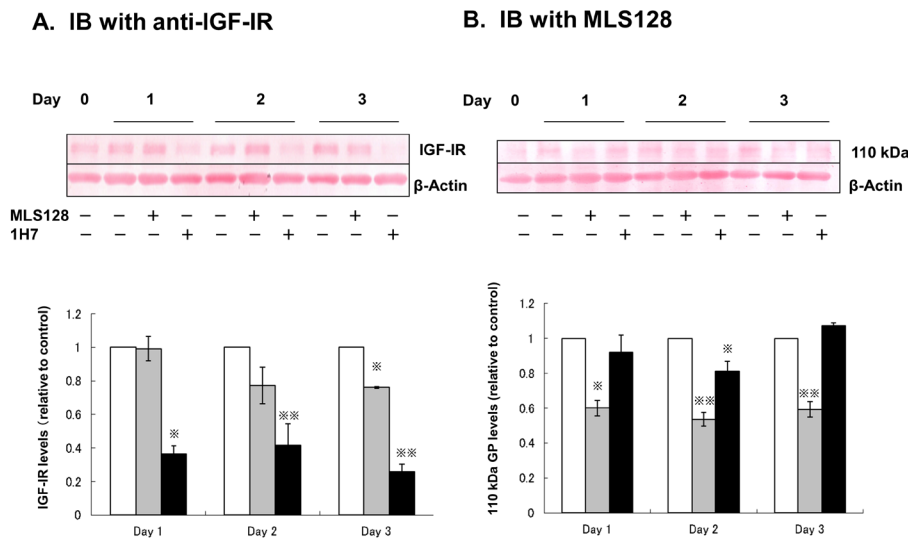 A. IB with anti-IGF-IR
Day 0 1 2 3
IGF-IR
β-Actin
MLS128 − − + − − + − − + −
1H7 − − − + − − + − − +
IGF-IR levels (relative to control)
1.2
1
0.8
0.6
0.4
0.2
0
※
※※
※
※※
Day 1 Day 2 Day 3
B. IB with MLS128
Day 0 1 2 3
110 kDa
β-Actin
− − + − − + − − + −
− − − + − − + − − +
110 kDa GP levels (relative to control)
1.2
1
0.8
0.6
0.4
0.2
0
※
※※
※
※※
Day 1 Day 2 Day 3